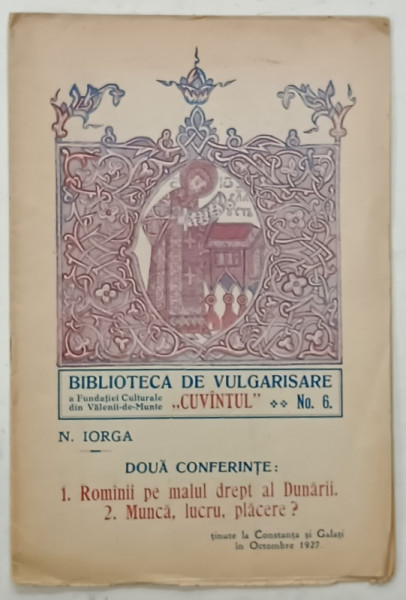 BIBLIOTECA DE VULGARISARE
a Fundației Culturale
din Vălenii-de-Munte
„CUVÎNTUL" No. 6.
N. IORGA
DOUĂ CONFERINȚE:
1. Romînii pe malul drept al Dunării.
2. Muncă, lucru, plăcere?
ținute la Constanța și Galați
în Octombre 1927.